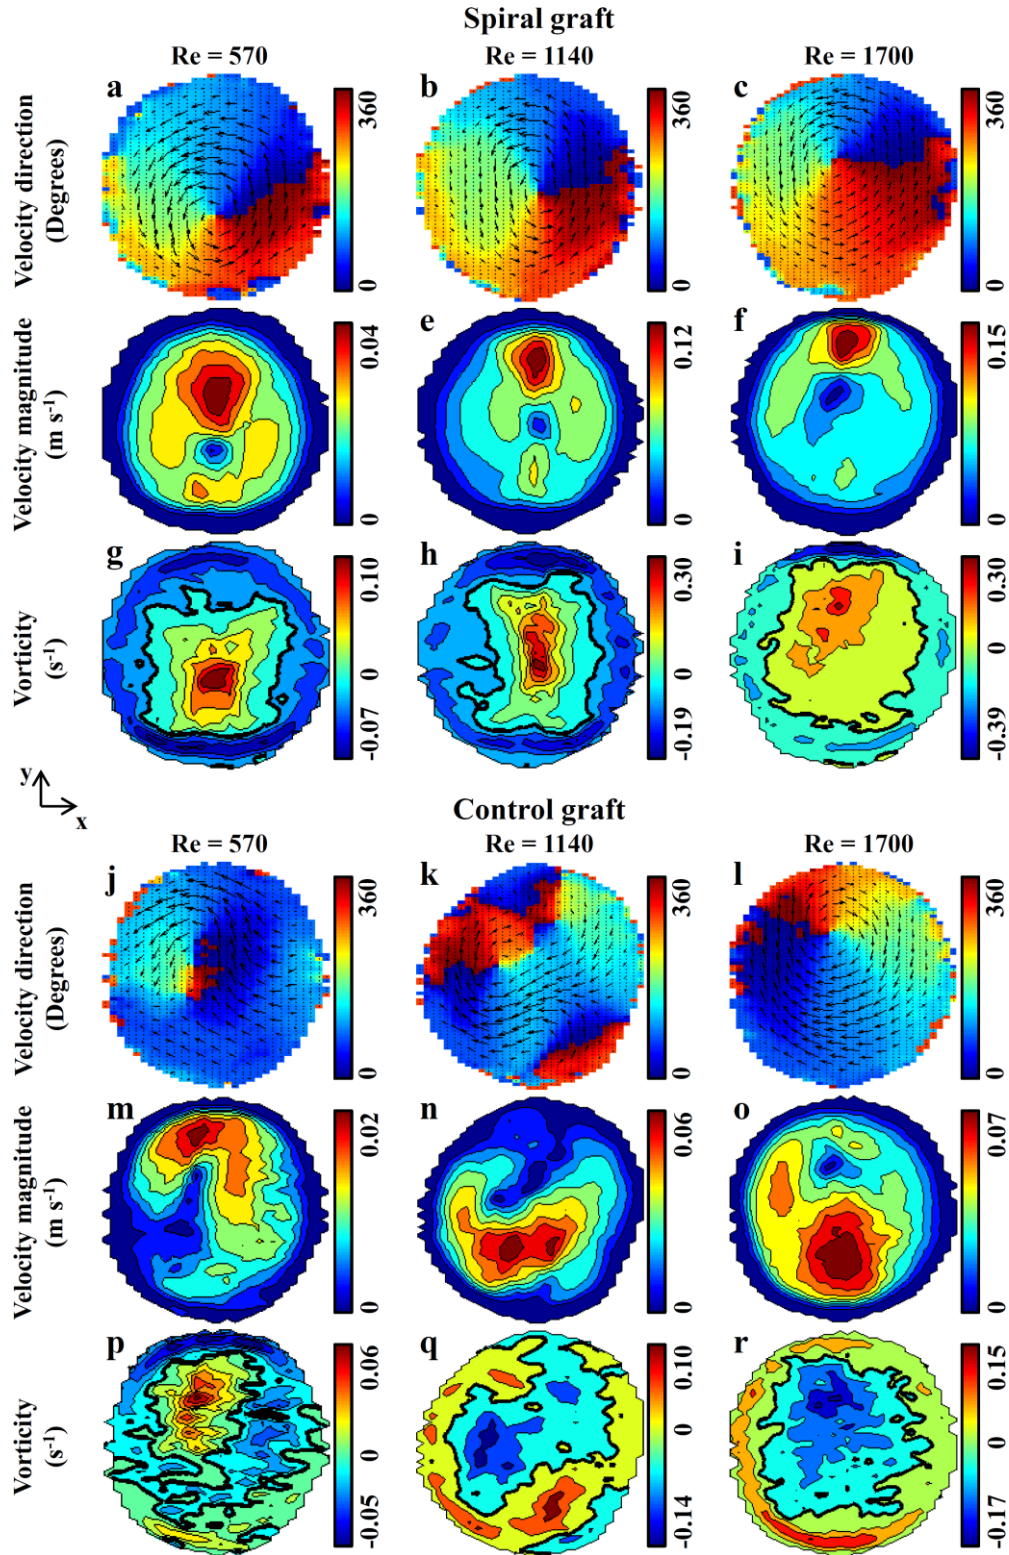 Spiral graft
Re = 570 Re = 1140 Re = 1700
Velocity direction
(Degrees)
a 360 0
b 360 0
c 360 0
Velocity magnitude
(m s⁻¹)
d 0.04 0
e 0.12 0
f 0.15 0
Vorticity
(s⁻¹)
g 0.10 0 -0.07
h 0.30 0 -0.19
i 0.30 0 -0.39
y
x
Control graft
Re = 570 Re = 1140 Re = 1700
Velocity direction
(Degrees)
j 360 0
k 360 0
l 360 0
Velocity magnitude
(m s⁻¹)
m 0.02 0
n 0.06 0
o 0.07 0
Vorticity
(s⁻¹)
p 0.06 0 -0.05
q 0.10 0 -0.14
r 0.15 0 -0.17